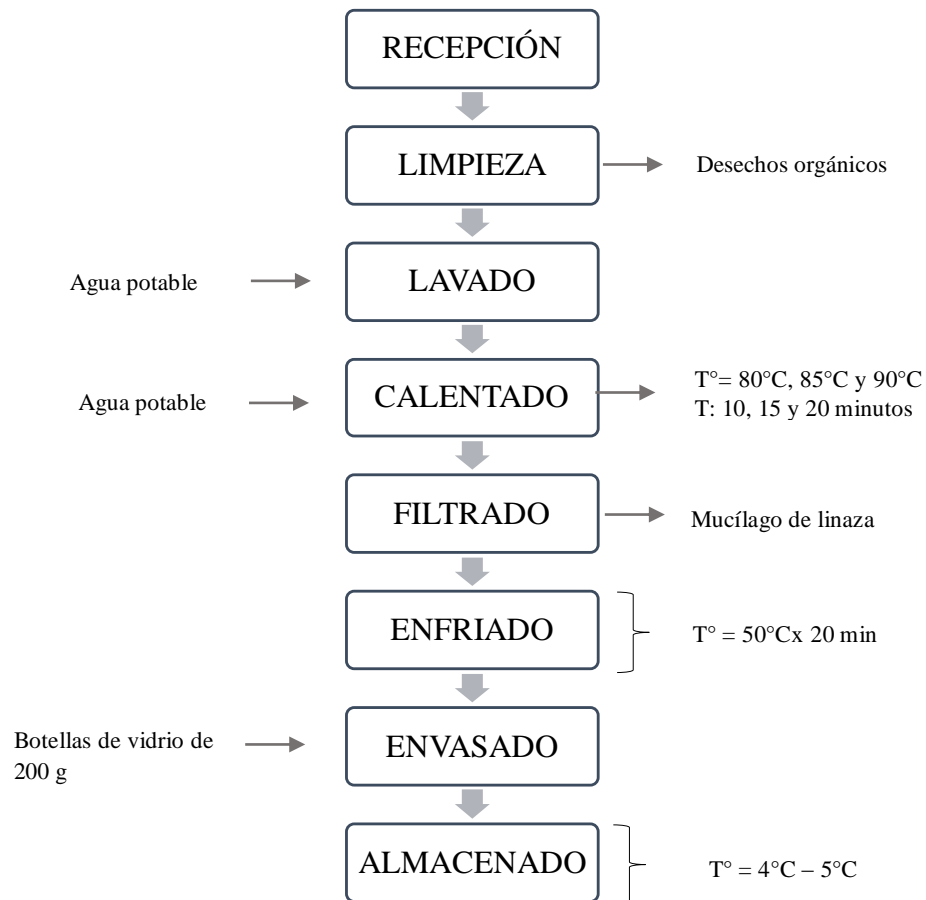 RECEPCIÓN
LIMPIEZA
Desechos orgánicos
Agua potable
LAVADO
Agua potable
CALENTADO
T°= 80°C, 85°C y 90°C
T: 10, 15 y 20 minutos
FILTRADO
Mucílago de linaza
ENFRIADO
T° = 50°Cx 20 min
Botellas de vidrio de
200 g
ENVASADO
ALMACENADO
T° = 4°C – 5°C